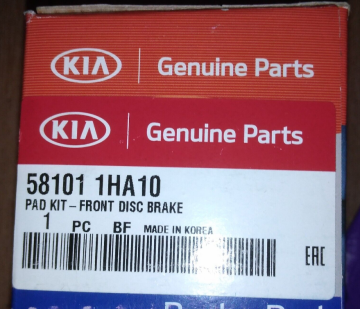 KIA Genuine Parts
KIA Genuine Parts
58101 1HA10
PAD KIT – FRONT DISC BRAKE
1 PC BF MADE IN KOREA
EAC